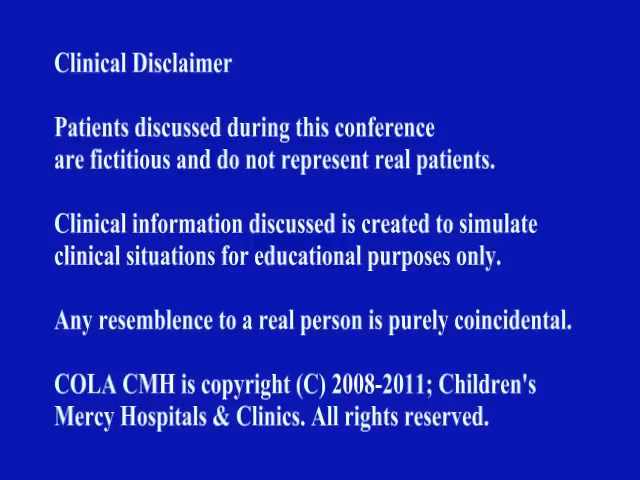 Clinical Disclaimer
Patients discussed during this conference
are fictitious and do not represent real patients.
Clinical information discussed is created to simulate
clinical situations for educational purposes only.
Any resemblence to a real person is purely coincidental.
COLA CMH is copyright (C) 2008-2011; Children's
Mercy Hospitals & Clinics. All rights reserved.